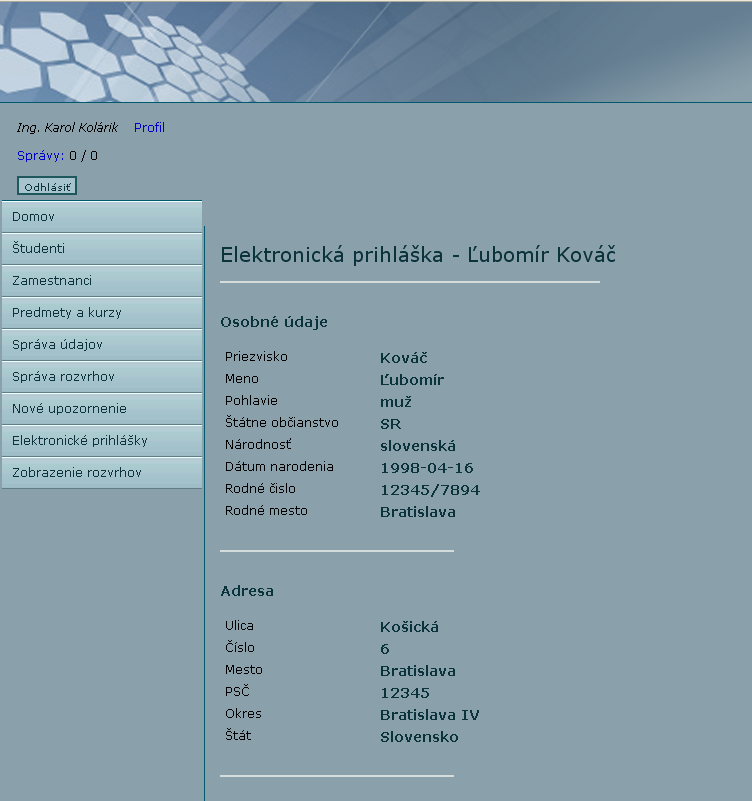 Ing. Karol Kolárik Profil
Správy: 0 / 0
Odhlásiť
Domov
Študenti
Zamestnanci
Predmety a kurzy
Správa údajov
Správa rozvrhov
Nové upozornenie
Elektronické prihlášky
Zobrazenie rozvrhov
Elektronická prihláška - Ľubomír Kováč
Osobné údaje
Priezvisko Kováč
Meno Ľubomír
Pohlavie muž
Štátne občianstvo SR
Národnosť slovenská
Dátum narodenia 1998-04-16
Rodné čislo 12345/7894
Rodné mesto Bratislava
Adresa
Ulica Košická
Číslo 6
Mesto Bratislava
PSČ 12345
Okres Bratislava IV
Štát Slovensko